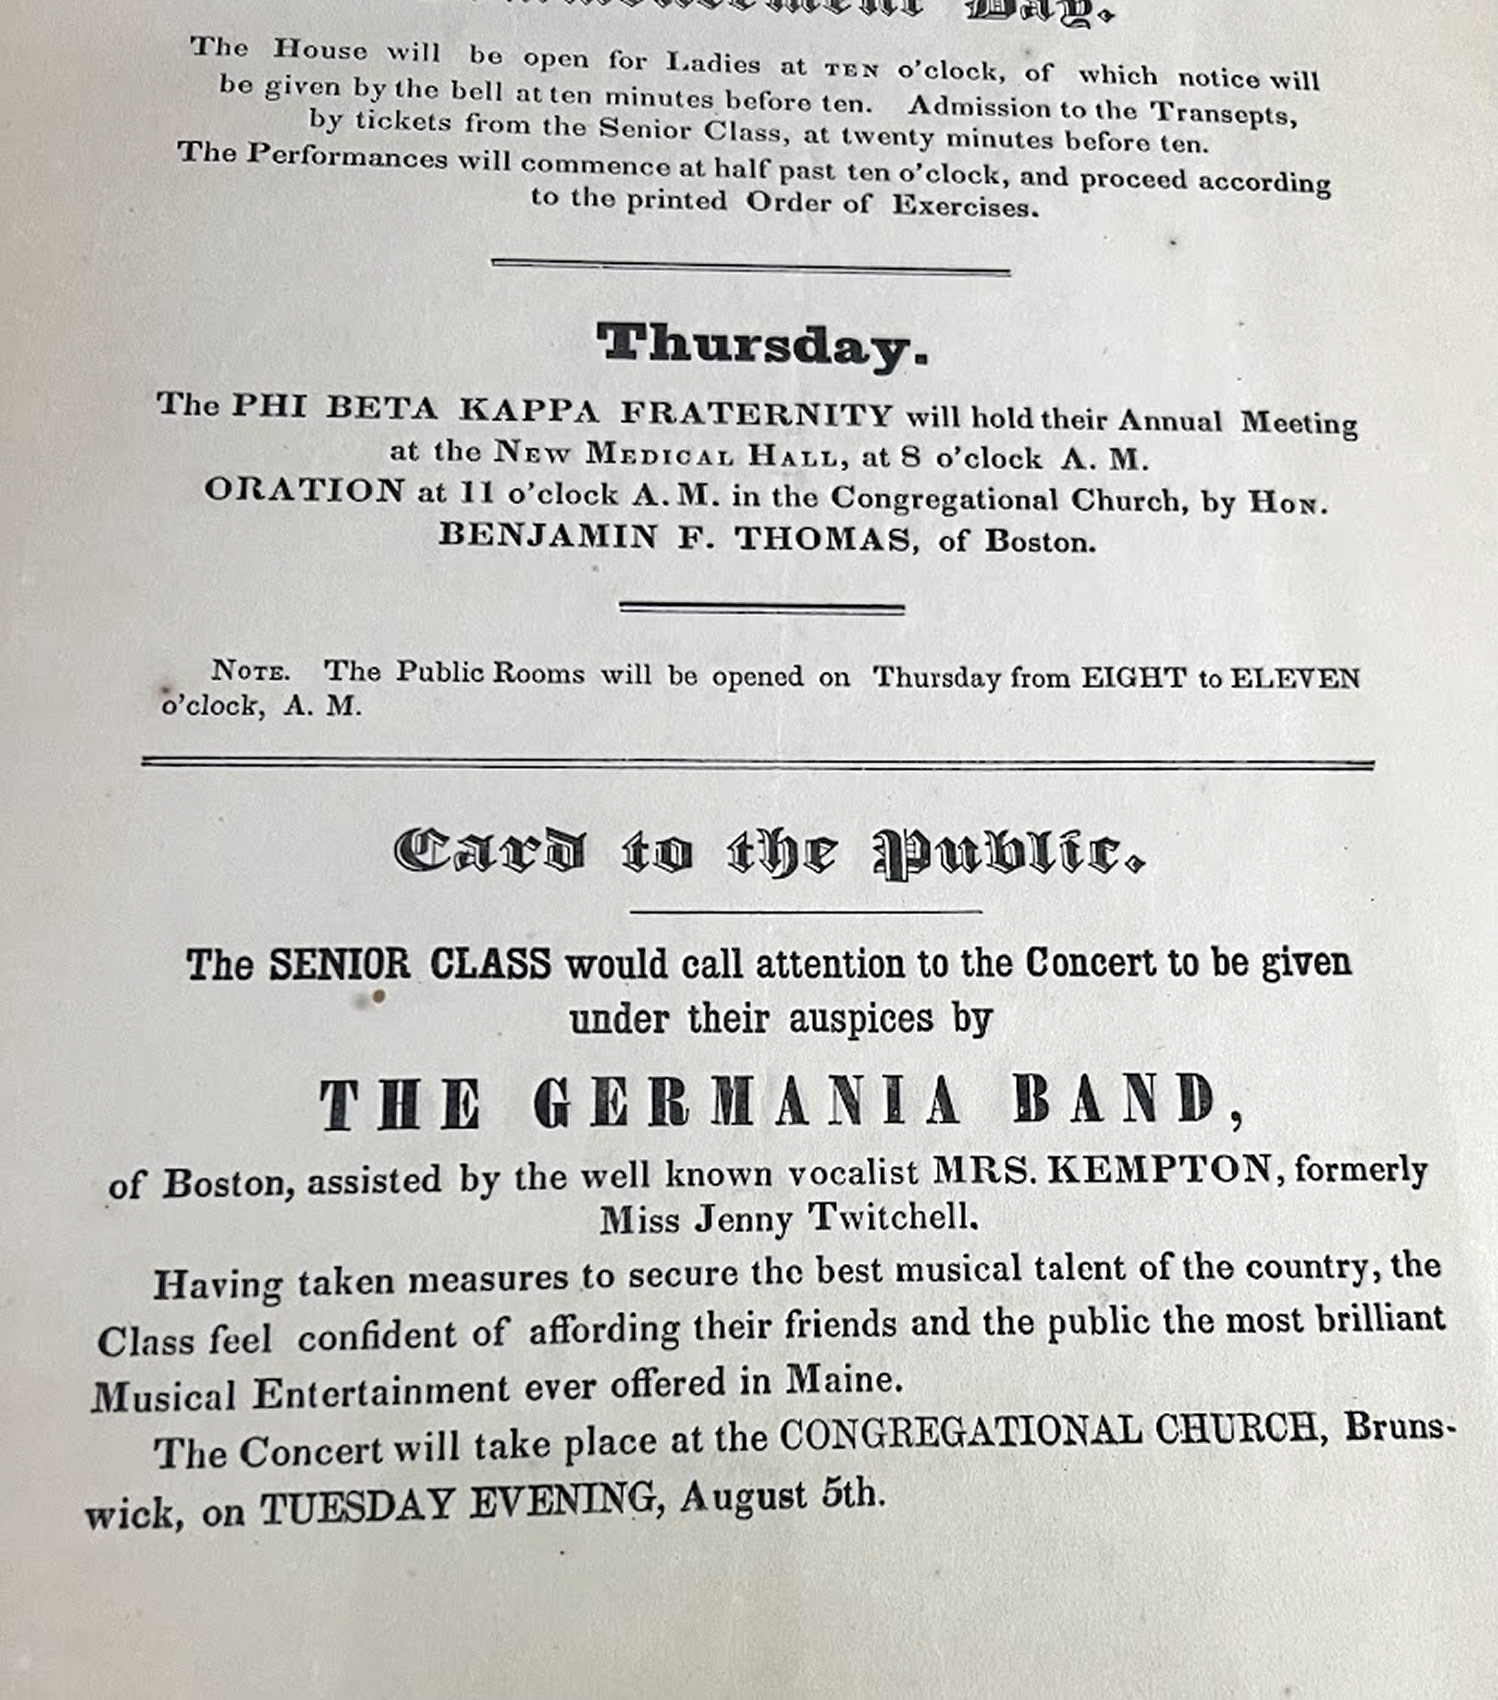 Day.
The House will be open for Ladies at TEN o'clock, of which notice will
be given by the bell at ten minutes before ten. Admission to the Transepts,
by tickets from the Senior Class, at twenty minutes before ten.
The Performances will commence at half past ten o'clock, and proceed according
to the printed Order of Exercises.
Thursday.
The PHI BETA KAPPA FRATERNITY will hold their Annual Meeting
at the NEW MEDICAL HALL, at 8 o'clock A. M.
ORATION at 11 o'clock A. M. in the Congregational Church, by HON.
BENJAMIN F. THOMAS, of Boston.
NOTE. The Public Rooms will be opened on Thursday from EIGHT to ELEVEN
o'clock, A. M.
Card to the Public.
The SENIOR CLASS would call attention to the Concert to be given
under their auspices by
THE GERMANIA BAND,
of Boston, assisted by the well known vocalist MRS. KEMPTON, formerly
Miss Jenny Twitchell.
Having taken measures to secure the best musical talent of the country, the
Class feel confident of affording their friends and the public the most brilliant
Musical Entertainment ever offered in Maine.
The Concert will take place at the CONGREGATIONAL CHURCH, Bruns-
wick, on TUESDAY EVENING, August 5th.